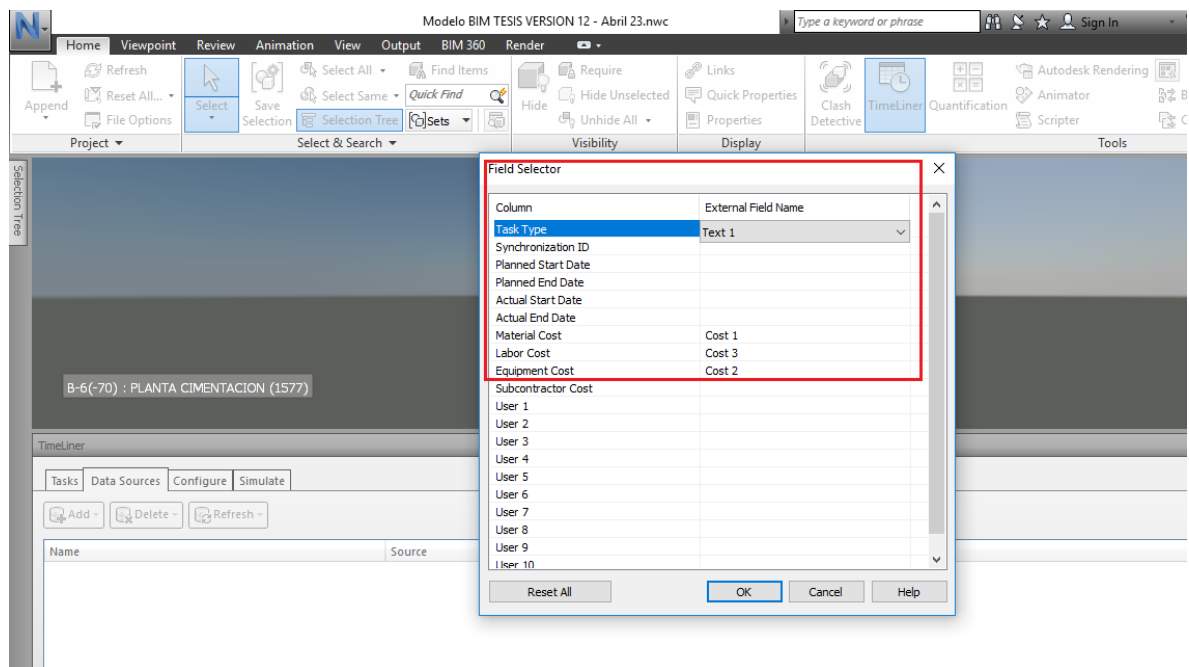 Modelo BIM TESIS VERSION 12 - Abril 23.nwc
Type a keyword or phrase
Sign In
Home Viewpoint Review Animation View Output BIM 360 Render
Append
Refresh
Reset All...
File Options
Project
Select
Save
Selection
Select All
Select Same
Selection Tree
Find Items
Quick Find
Sets
Select & Search
Hide
Require
Hide Unselected
Unhide All
Visibility
Links
Quick Properties
Properties
Display
Clash
Detective
TimeLiner
Quantification
Autodesk Rendering
Animator
Scripter
B
C
Tools
Selection Tree
B-6(-70) : PLANTA CIMENTACION (1577)
Field Selector
Column External Field Name
Task Type Text 1
Synchronization ID
Planned Start Date
Planned End Date
Actual Start Date
Actual End Date
Material Cost Cost 1
Labor Cost Cost 3
Equipment Cost Cost 2
Subcontractor Cost
User 1
User 2
User 3
User 4
User 5
User 6
User 7
User 8
User 9
User 10
Reset All OK Cancel Help
TimeLiner
Tasks Data Sources Configure Simulate
Add Delete Refresh
Name Source